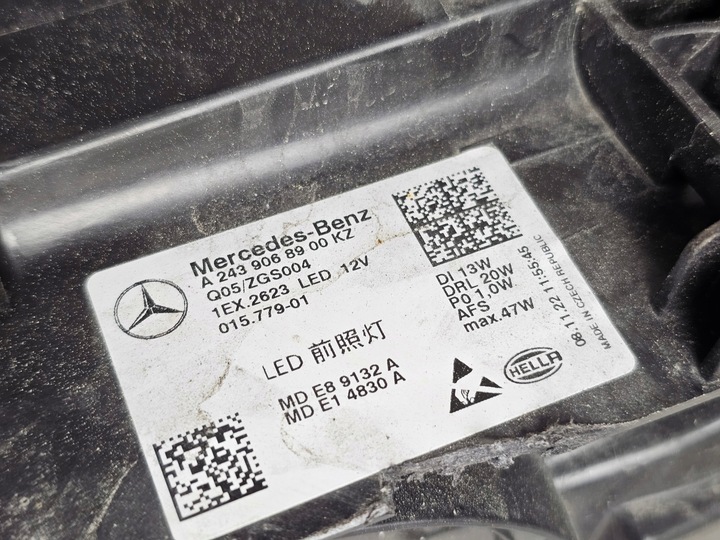 Mercedes-Benz
A 243 906 89 00 KZ
Q05/ZGS004
1EX.2623 LED 12V
015.779-01
LED 前照灯
MD E8 9132 A
MD E1 4830 A
DI 13W
DRL 20W
PO 1,0W
AFS
max.47W
HELLA
08.11.22 11:55:45
MADE IN CZECH REPUBLIC